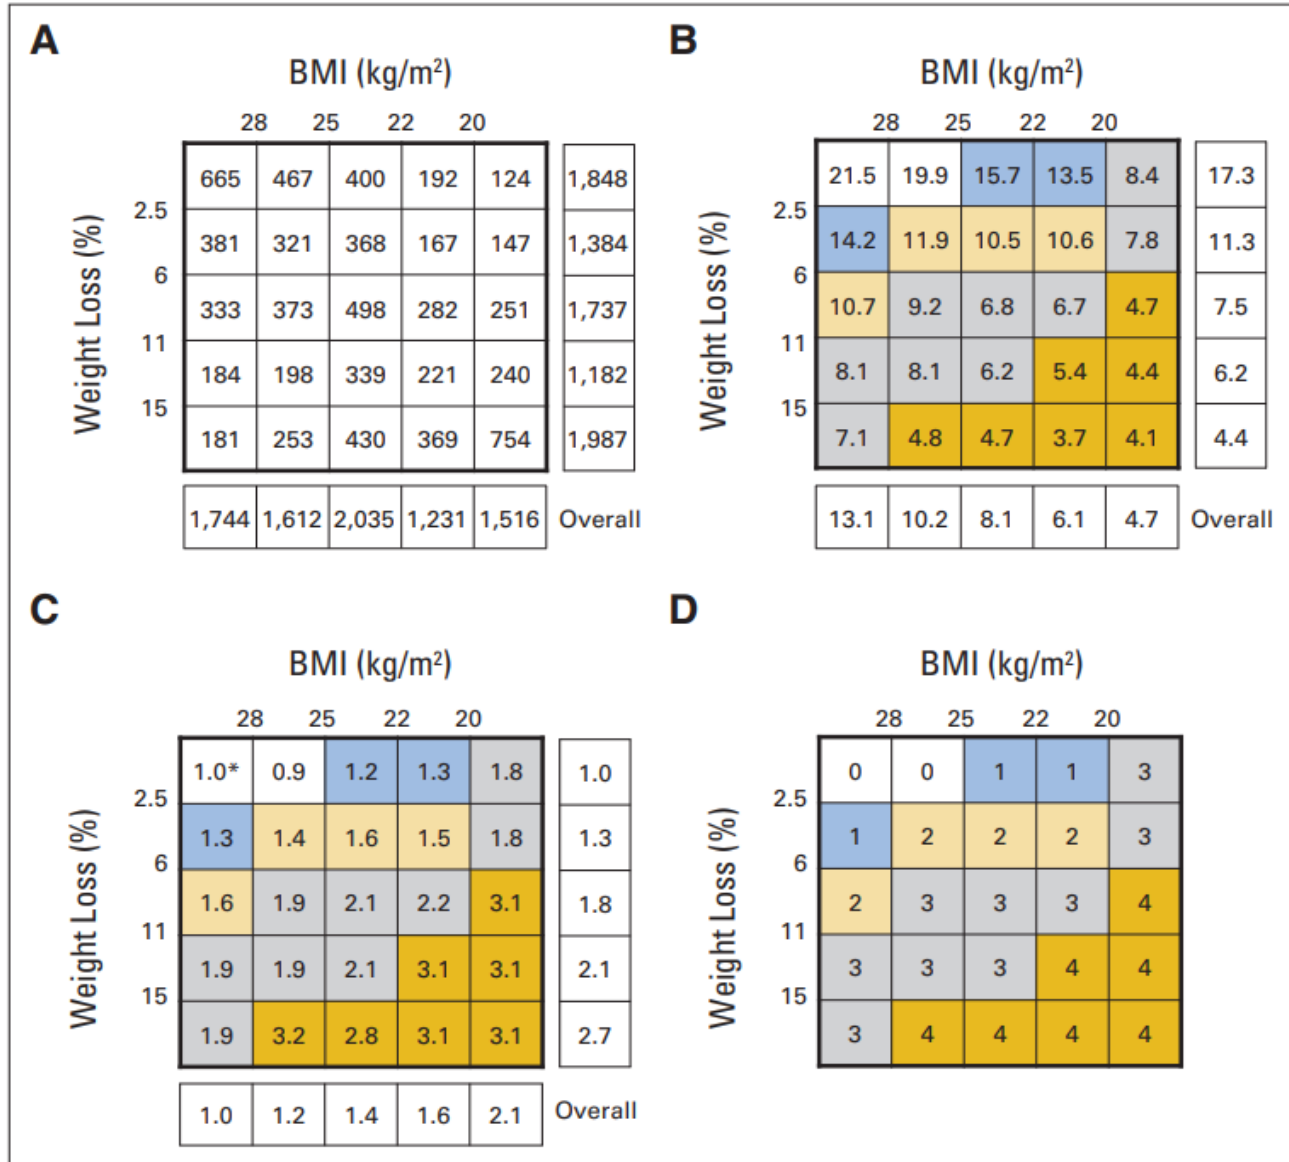 A
BMI (kg/m²)
28 25 22 20
Weight Loss (%)
665 467 400 192 124 1,848
2.5
381 321 368 167 147 1,384
6
333 373 498 282 251 1,737
11
184 198 339 221 240 1,182
15
181 253 430 369 754 1,987
1,744 1,612 2,035 1,231 1,516 Overall
B
BMI (kg/m²)
28 25 22 20
Weight Loss (%)
21.5 19.9 15.7 13.5 8.4 17.3
2.5
14.2 11.9 10.5 10.6 7.8 11.3
6
10.7 9.2 6.8 6.7 4.7 7.5
11
8.1 8.1 6.2 5.4 4.4 6.2
15
7.1 4.8 4.7 3.7 4.1 4.4
13.1 10.2 8.1 6.1 4.7 Overall
C
BMI (kg/m²)
28 25 22 20
Weight Loss (%)
1.0* 0.9 1.2 1.3 1.8 1.0
2.5
1.3 1.4 1.6 1.5 1.8 1.3
6
1.6 1.9 2.1 2.2 3.1 1.8
11
1.9 1.9 2.1 3.1 3.1 2.1
15
1.9 3.2 2.8 3.1 3.1 2.7
1.0 1.2 1.4 1.6 2.1 Overall
D
BMI (kg/m²)
28 25 22 20
Weight Loss (%)
0 0 1 1 3
2.5
1 2 2 2 3
6
2 3 3 3 4
11
3 3 3 4 4
15
3 4 4 4 4